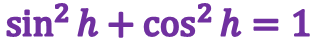 sin² h + cos² h = 1